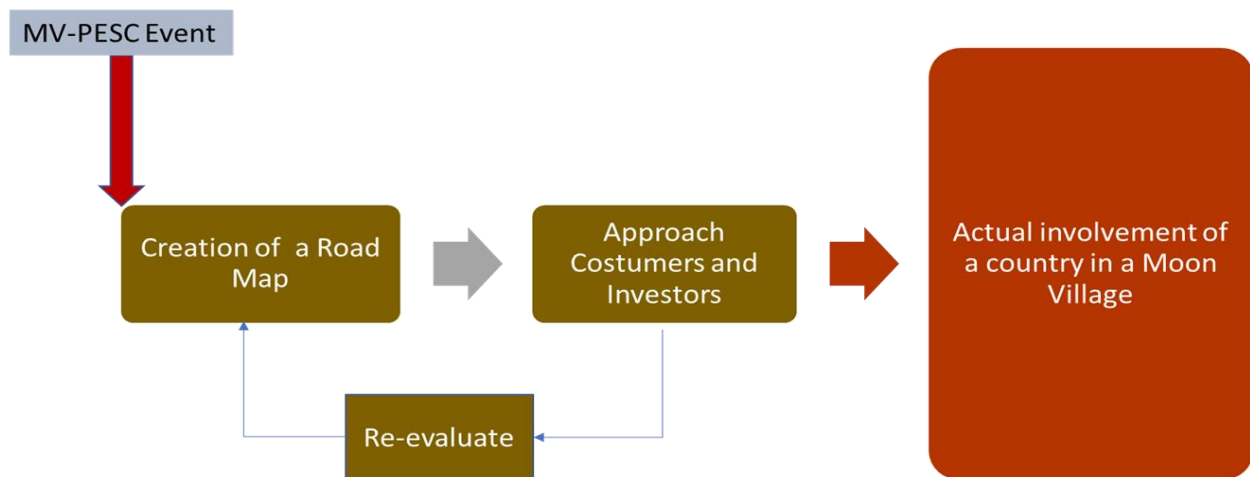 MV-PESC Event
Creation of a Road
Map
Approach
Costumers and
Investors
Actual involvement of
a country in a Moon
Village
Re-evaluate